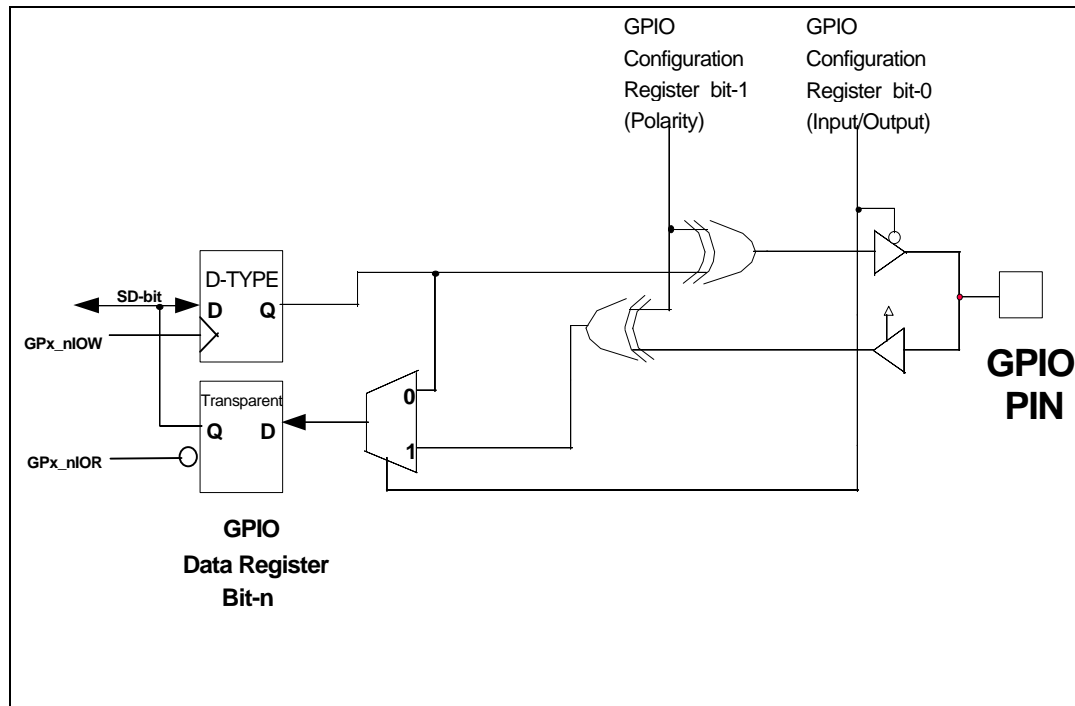 GPIO
Configuration
Register bit-1
(Polarity)
GPIO
Configuration
Register bit-0
(Input/Output)
D-TYPE
SD-bit
D Q
GPx_nIOW
GPIO
PIN
0
Transparent
Q D
1
GPx_nIOR
GPIO
Data Register
Bit-n